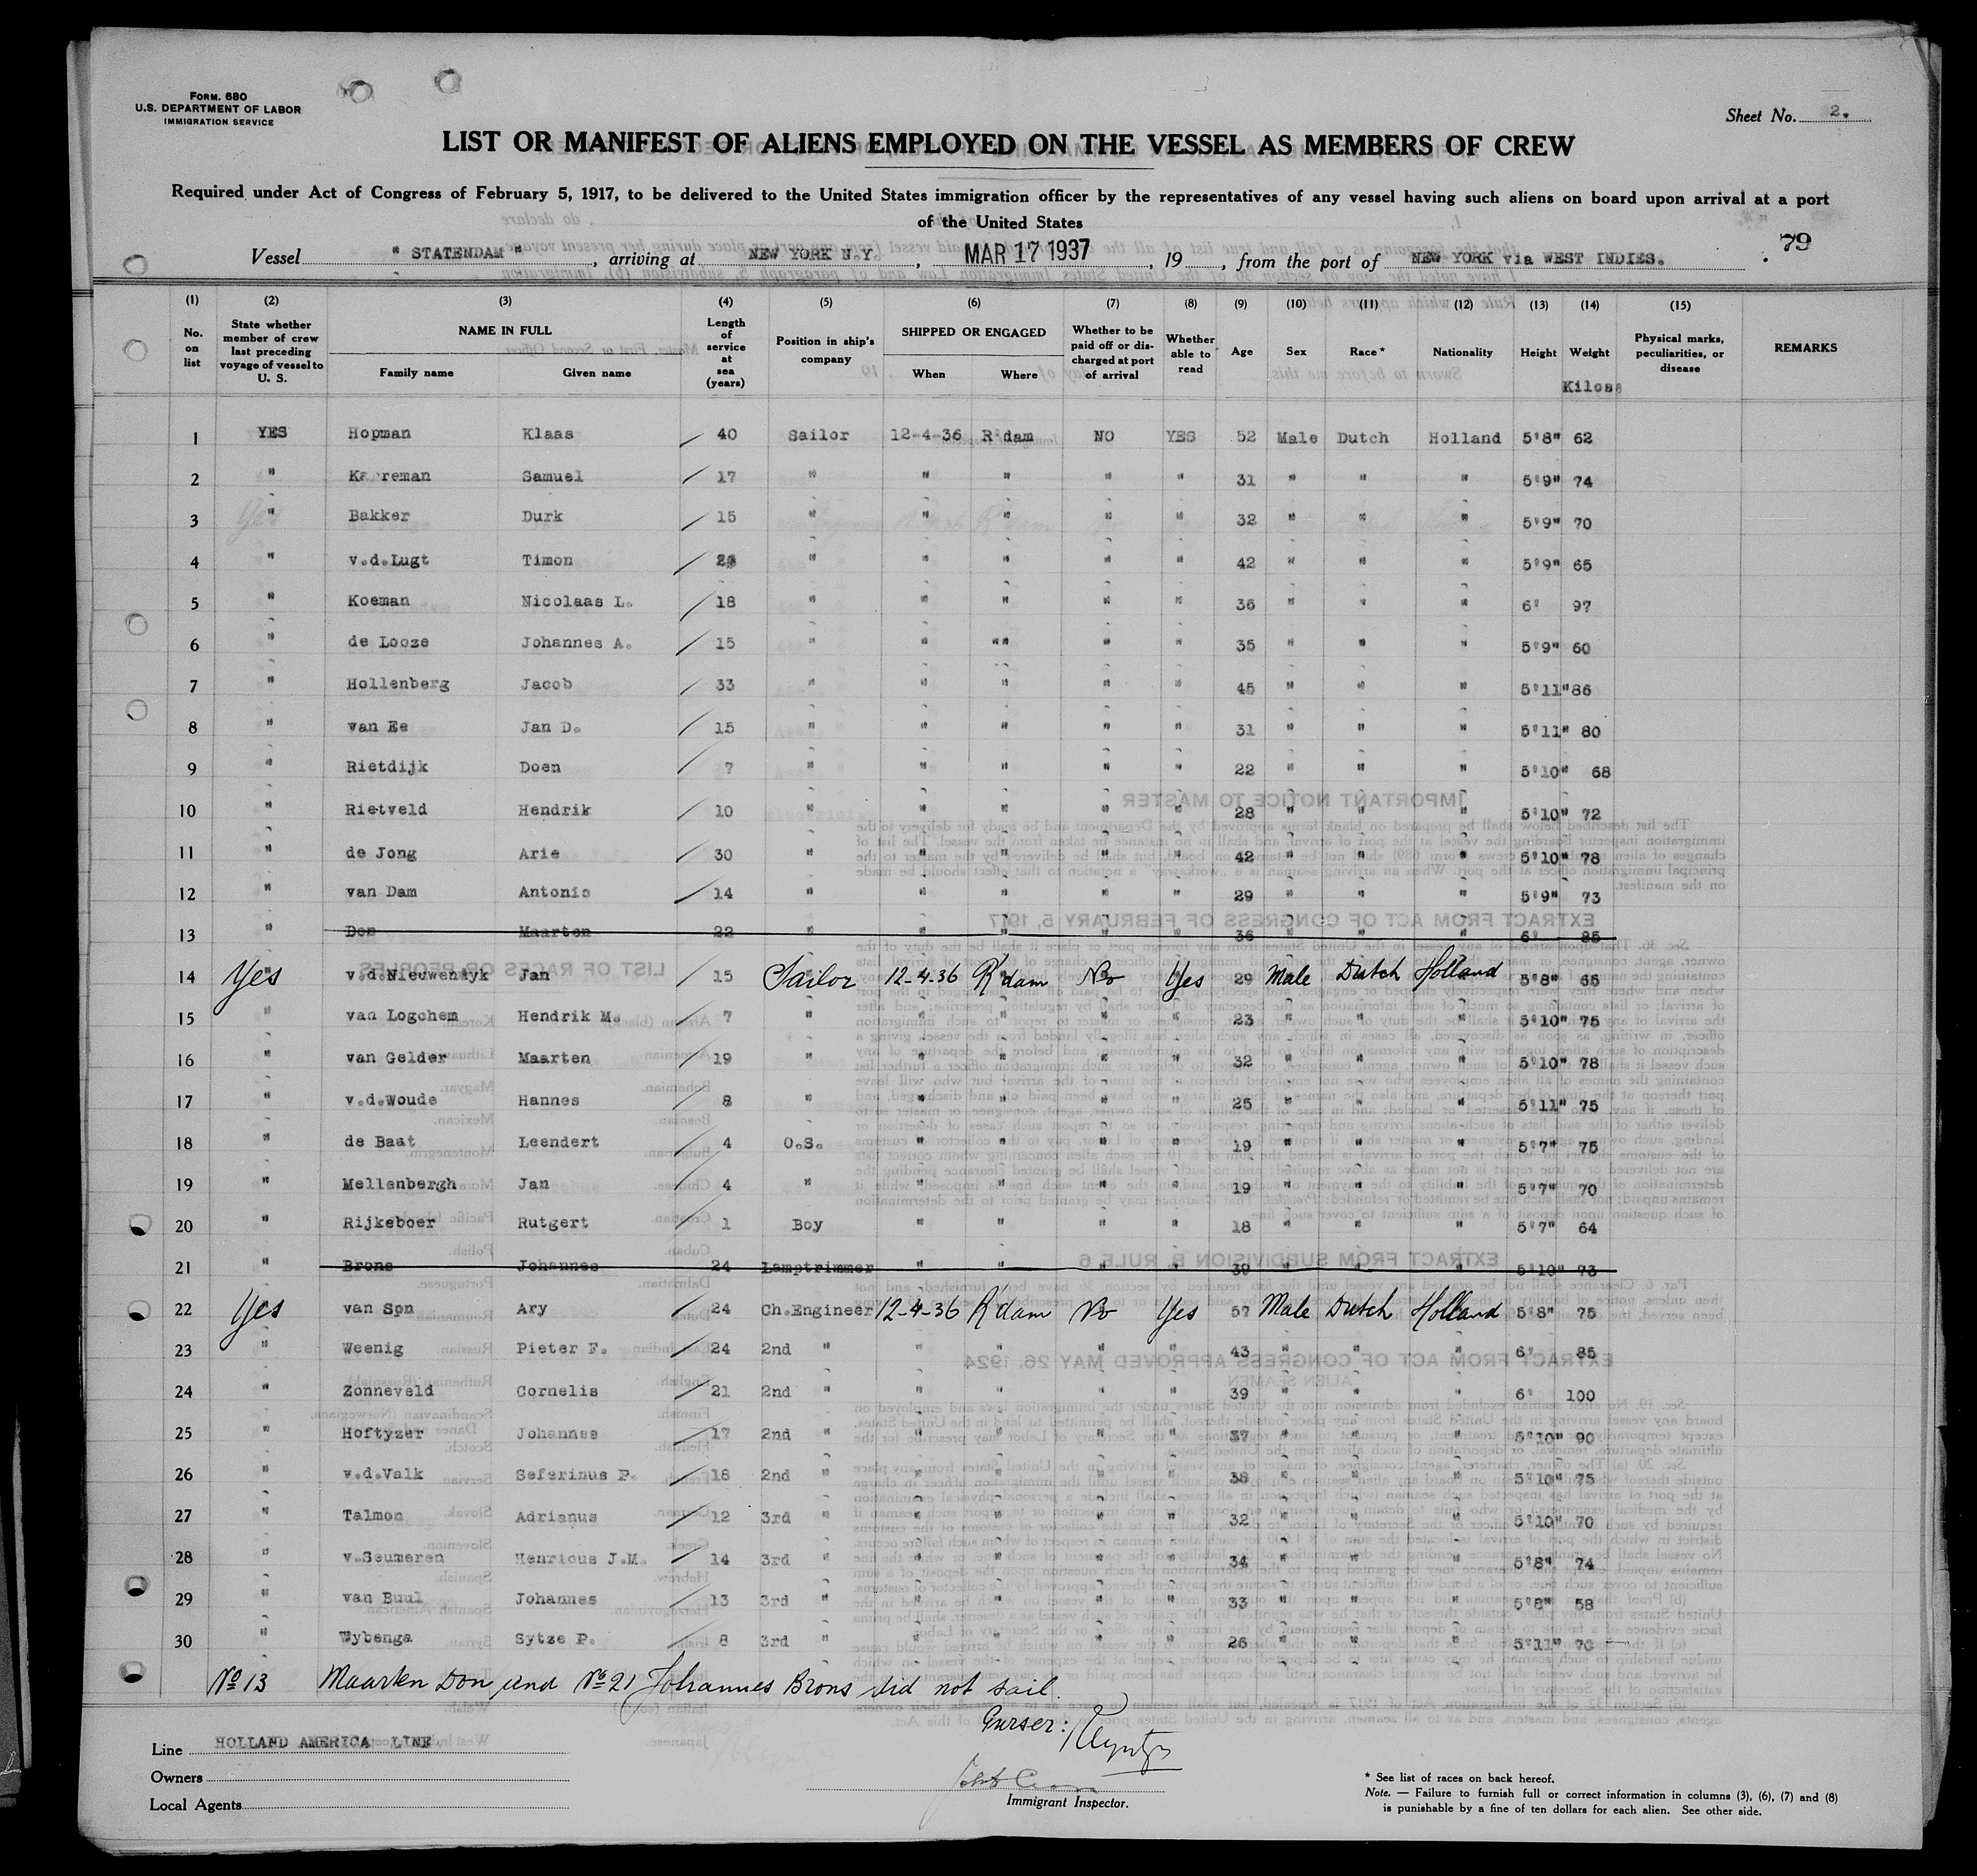 FORM. 680
U.S. DEPARTMENT OF LABOR
IMMIGRATION SERVICE
Sheet No. 2.
LIST OR MANIFEST OF ALIENS EMPLOYED ON THE VESSEL AS MEMBERS OF CREW
Required under Act of Congress of February 5, 1917, to be delivered to the United States immigration officer by the representatives of any vessel having such aliens on board upon arrival at a port
of the United States
79
Vessel " STATENDAM " , arriving at NEW YORK N.Y. , MAR 17 1937 , 19 , from the port of NEW YORK via WEST INDIES.
(1) (2) (3) (4) (5) (6) (7) (8) (9) (10) (11) (12) (13) (14) (15)
No. on list State whether member of crew last preceding voyage of vessel to U. S. NAME IN FULL Family name Given name Length of service at sea (years) Position in ship's company SHIPPED OR ENGAGED When Where Whether to be paid off or discharged at port of arrival Whether able to read Age Sex Race * Nationality Height Weight Kilos Physical marks, peculiarities, or disease REMARKS
1 YES Hopman Klaas 40 Sailor 12-4-36 R'dam NO YES 52 Male Dutch Holland 5'8" 62
2 " reman Samuel 17 " " " " " 31 " " " 5'9" 74
3 " Bakker Durk 15 " " " " " 32 " " " 5'9" 70
4 " v.d.Lugt Timon " " " " " 42 " " " 5'9" 65
5 " Koeman Nicolaas L. 18 " " " " " 36 " " " 6' 97
6 " de Looze Johannes A. 15 " " "" " " 35 " " " 5'9" 60
7 " Hollenberg Jacob 33 " " " " " 45 " " " 5'11" 86
8 " van Ee Jan D. 15 " " " " " 31 " " " 5'11" 80
9 " Rietdijk Doen 7 " " " " " 22 " " " 5'10" 68
10 " Rietveld Hendrik 10 " " " " " 28 " " " 5'10" 72
11 " de Jong Arie 30 " " " " " 42 " " " 5'10" 78
12 " van Dam Antonie 14 " " " " " 29 " " " 5'9" 73
13 " Don Maarten 22 " " " " " 36 " " " 6' 85
14 Yes v.d.Nieuwendyk Jan 15 Sailor 12-4-36 R'dam No Yes 29 Male Dutch Holland 5'8" 65
15 " van Logchem Hendrik M. 7 " " " " " 23 " " " 5'10" 75
16 " van Gelder Maarten 19 " " " " " 32 " " " 5'10" 78
17 " v.d.Woude Hannes 8 " " " " " 25 " " " 5'11" 75
18 " de Baat Leendert 4 O.S. " " " " 19 " " " 5'7" 75
19 " Mellenbergh Jan 4 " " " " " 19 " " " 5'7" 70
20 " Rijkeboer Rutgert 1 Boy " " " " 18 " " " 5'7" 64
21 " Brons Johannes 24 Lamptrimmer " " " " 39 " " " 5'10" 73
22 Yes van Son Ary 24 Ch.Engineer 12-4-36 R'dam No Yes 57 Male Dutch Holland 5'8" 75
23 " Weenig Pieter F. 24 2nd " " " " " 43 " " " 6' 85
24 " Zonneveld Cornelis 21 2nd " " " " " 39 " " " 6' 100
25 " Hoftyzer Johannes 17 2nd " " " " " 37 " " " 5'10" 90
26 " v.d.Valk Seferinus P. 18 2nd " " " " " 38 " " " 5'10" 75
27 " Talmon Adrianus 12 3rd " " " " " 32 " " " 5'10" 70
28 " v.Seumeren Henricus J.M. 14 3rd " " " " " 34 " " " 5'8" 74
29 " van Buul Johannes 13 3rd " " " " " 33 " " " 5'8" 58
30 " Wybenga Sytze P. 8 3rd " " " " " 26 " " " 5'11" 70
No 13 Maarten Don and No 21 Johannes Brons did not sail.
Purser:
Line HOLLAND AMERICA LINE.
Owners
Local Agents
Immigrant Inspector.
* See list of races on back hereof.
Note. — Failure to furnish full or correct information in columns (3), (6), (7) and (8)
is punishable by a fine of ten dollars for each alien. See other side.